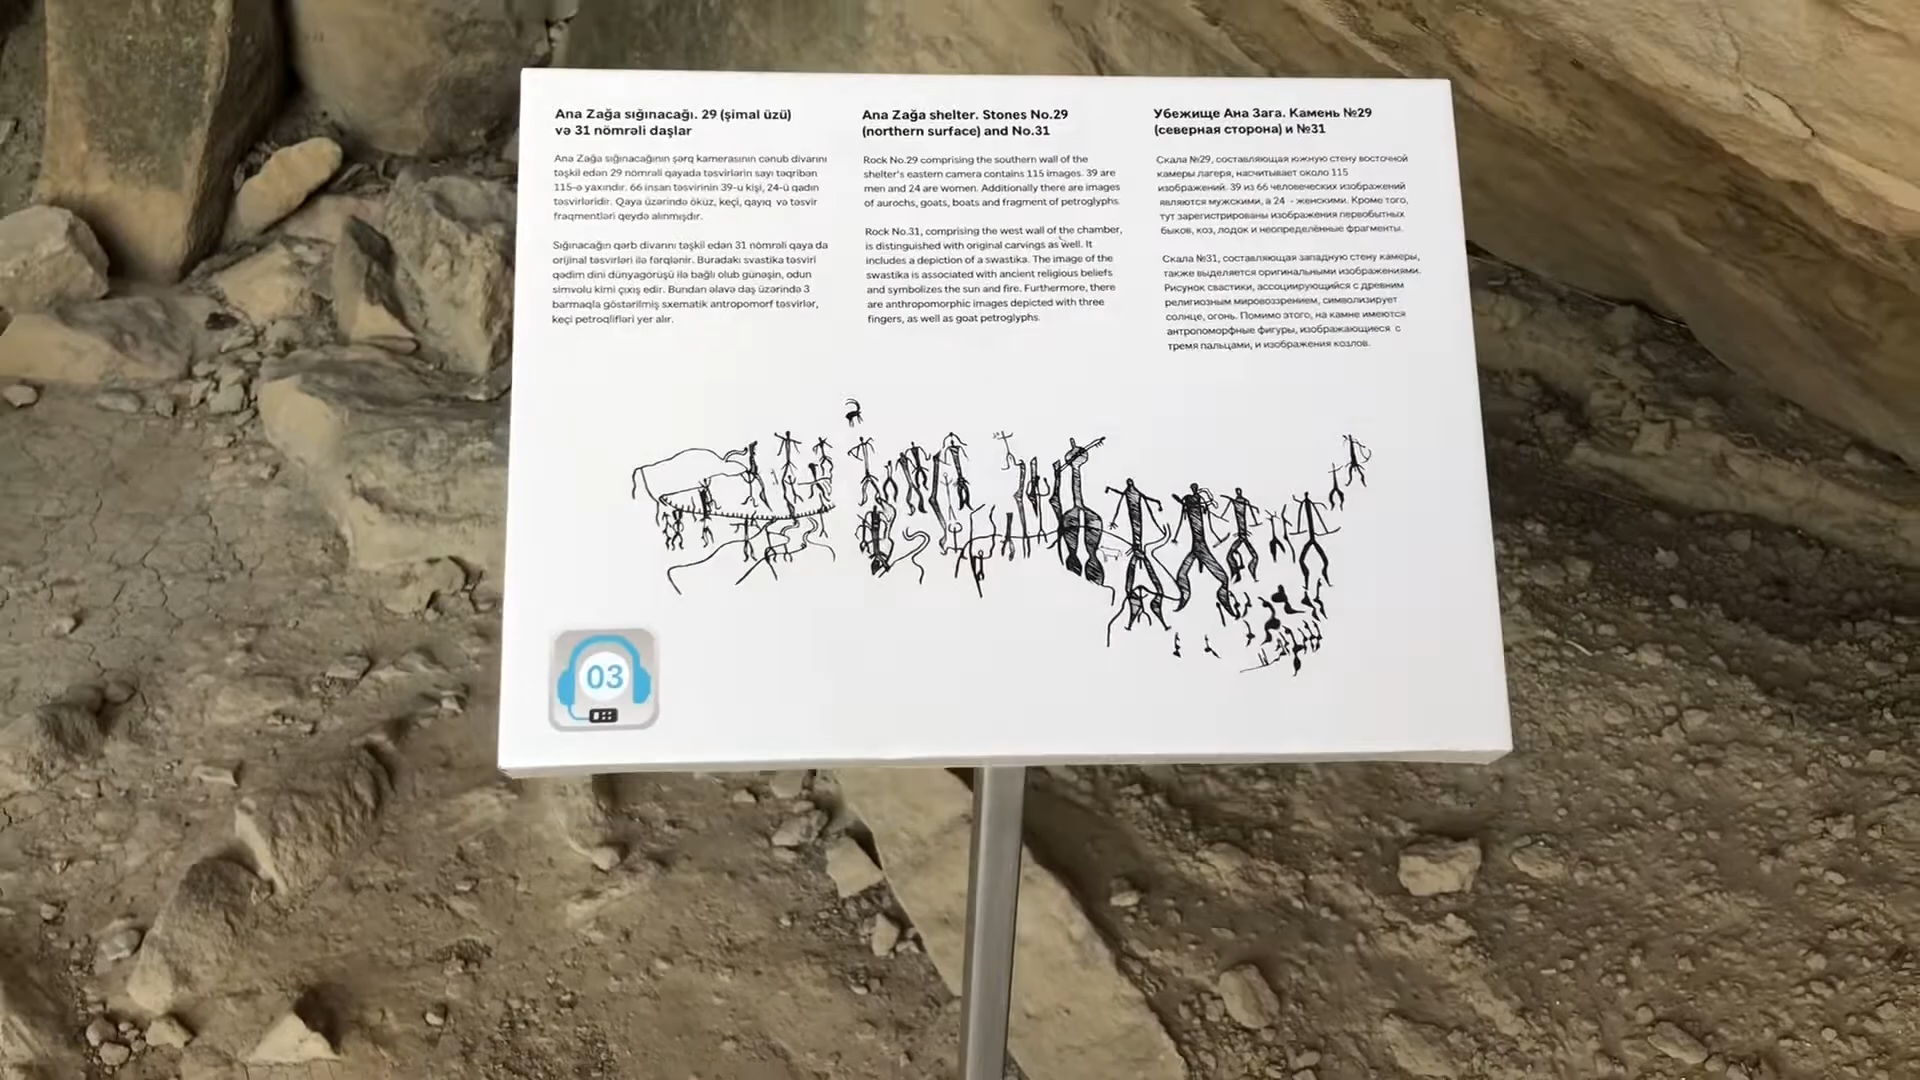 Ana Zağa sığınacağı. 29 (şimal üzü)
və 31 nömrəli daşlar
Ana Zağa sığınacağının şərq kamerasının cənub divarını
təşkil edən 29 nömrəli qayada təsvirlərin sayı təqribən
115-ə yaxındır. 66 insan təsvirinin 39-u kişi, 24-ü qadın
təsvirləridir. Qaya üzərində öküz, keçi, qayıq və təsvir
fraqmentləri qeydə alınmışdır.
Sığınacağın qərb divarını təşkil edən 31 nömrəli qaya da
orijinal təsvirləri ilə fərqlənir. Buradakı svastika təsviri
qədim dini dünyagörüşü ilə bağlı olub günəşin, odun
simvolu kimi çıxış edir. Bundan əlavə daş üzərində 3
barmaqla göstərilmiş sxematik antropomorf təsvirlər,
keçi petroqlifləri yer alır.
Ana Zağa shelter. Stones No.29
(northern surface) and No.31
Rock No.29 comprising the southern wall of the
shelter's eastern camera contains 115 images. 39 are
men and 24 are women. Additionally there are images
of aurochs, goats, boats and fragment of petroglyphs.
Rock No.31, comprising the west wall of the chamber,
is distinguished with original carvings as well. It
includes a depiction of a swastika. The image of the
swastika is associated with ancient religious beliefs
and symbolizes the sun and fire. Furthermore, there
are anthropomorphic images depicted with three
fingers, as well as goat petroglyphs.
Убежище Ана Зага. Камень №29
(северная сторона) и №31
Скала №29, составляющая южную стену восточной
камеры лагеря, насчитывает около 115
изображений. 39 из 66 человеческих изображений
являются мужскими, а 24 - женскими. Кроме того,
тут зарегистрированы изображения первобытных
быков, коз, лодок и неопределённые фрагменты.
Скала №31, составляющая западную стену камеры,
также выделяется оригинальными изображениями.
Рисунок свастики, ассоциирующийся с древним
религиозным мировоззрением, символизирует
солнце, огонь. Помимо этого, на камне имеются
антропоморфные фигуры, изображающиеся с
тремя пальцами, и изображения козлов.
03